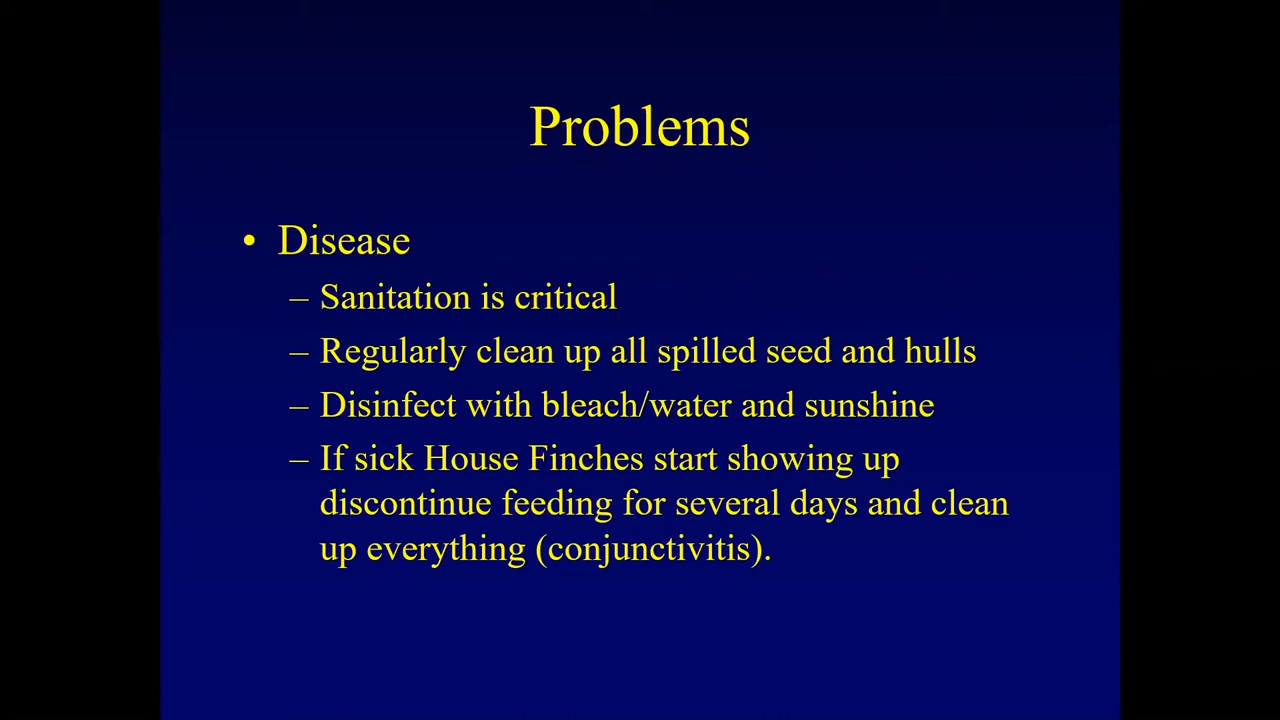 Problems
• Disease
– Sanitation is critical
– Regularly clean up all spilled seed and hulls
– Disinfect with bleach/water and sunshine
– If sick House Finches start showing up
discontinue feeding for several days and clean
up everything (conjunctivitis).